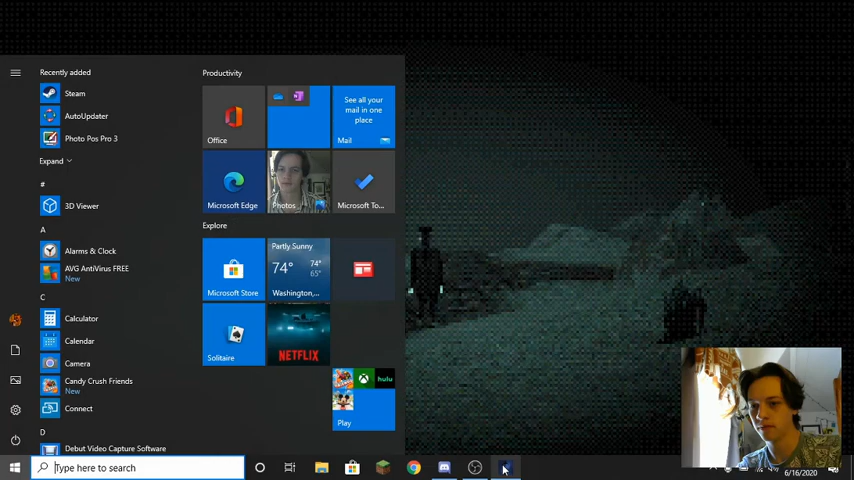 Recently added
Steam
AutoUpdater
Photo Pos Pro 3
Expand
#
3D Viewer
A
Alarms & Clock
AVG AntiVirus FREE
New
C
Calculator
Calendar
Camera
Candy Crush Friends
New
Connect
D
Debut Video Capture Software
Productivity
Office
See all your
mail in one
place
Mail
Microsoft Edge
Photos
Microsoft To...
Explore
Microsoft Store
Partly Sunny
74°
74°
65°
Washington,...
Solitaire
NETFLIX
hulu
Play
Type here to search
6/16/2020